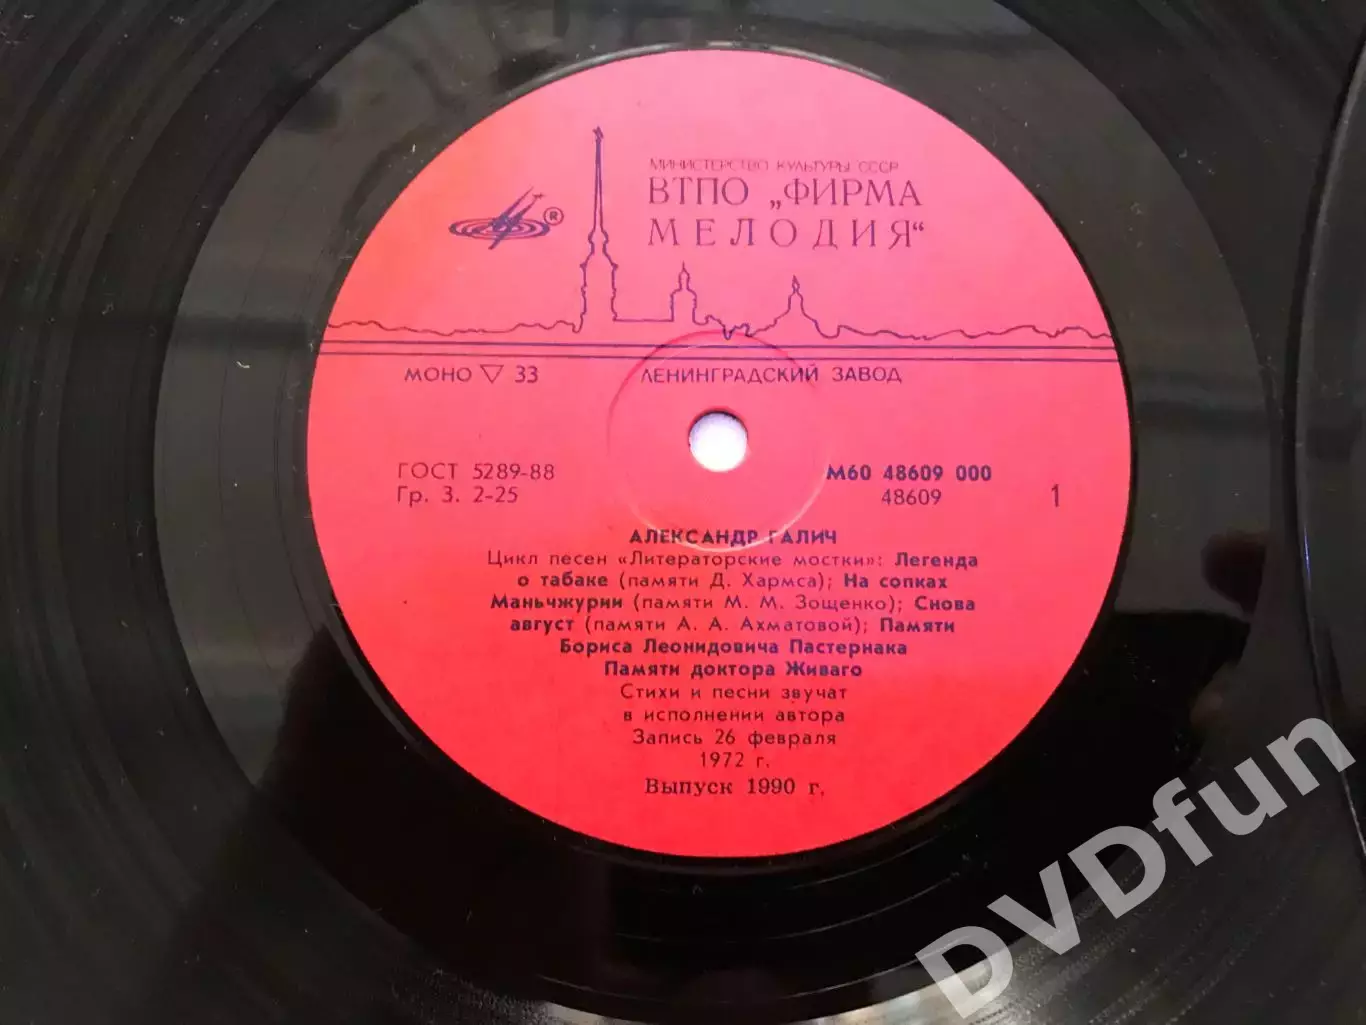 МИНИСТЕРСТВО КУЛЬТУРЫ СССР
ВТПО „ФИРМА
МЕЛОДИЯ“
®
МОНО 33
ЛЕНИНГРАДСКИЙ ЗАВОД
ГОСТ 5289-88
М60 48609 000
Гр. 3. 2-25
48609
1
АЛЕКСАНДР ГАЛИЧ
Цикл песен «Литераторские мостки»: Легенда
о табаке (памяти Д. Хармса); На сопках
Маньчжурии (памяти М. М. Зощенко); Снова
август (памяти А. А. Ахматовой); Памяти
Бориса Леонидовича Пастернака
Памяти доктора Живаго
Стихи и песни звучат
в исполнении автора
Запись 26 февраля
1972 г.
Выпуск 1990 г.
DVDfun